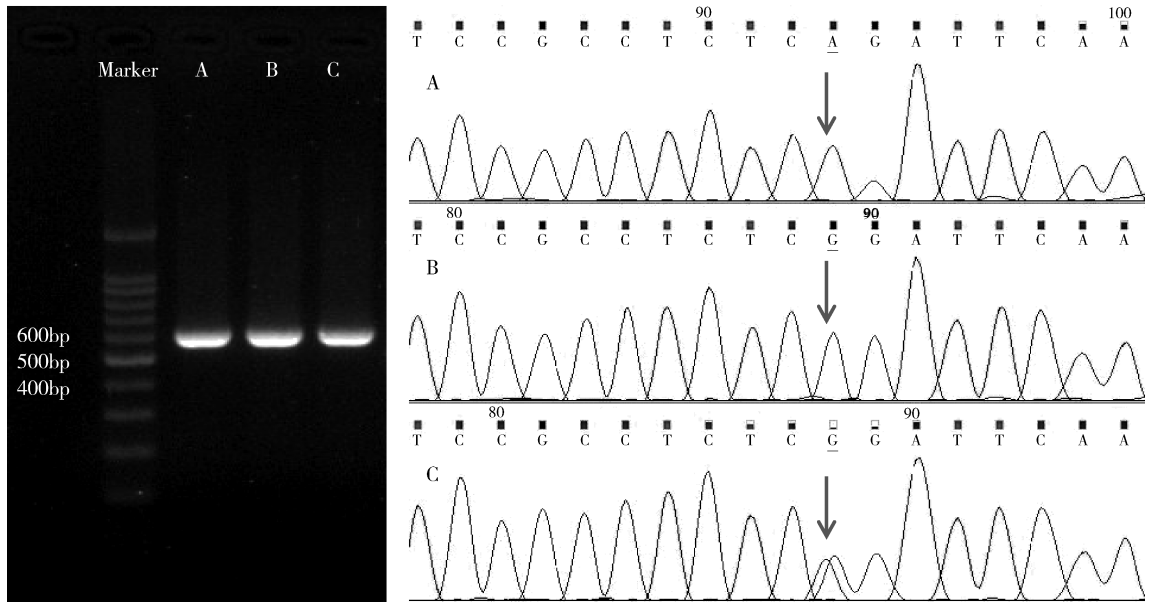 Marker A B C
600bp
500bp
400bp
90 100
T C C G C C T C T C A G A T T C A A
A
80 90
T C C G C C T C T C G G A T T C A A
B
80 90
T C C G C C T C T C G G A T T C A A
C